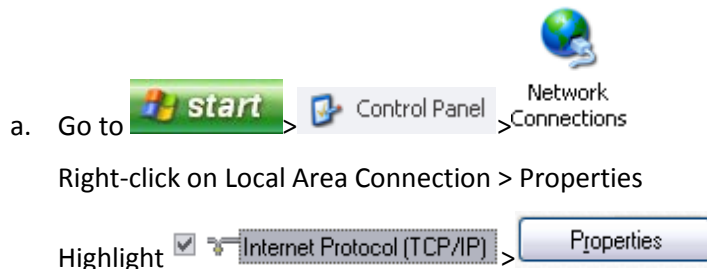 a. Go to start > Control Panel > Network Connections
Right-click on Local Area Connection > Properties
Highlight Internet Protocol (TCP/IP) > Properties